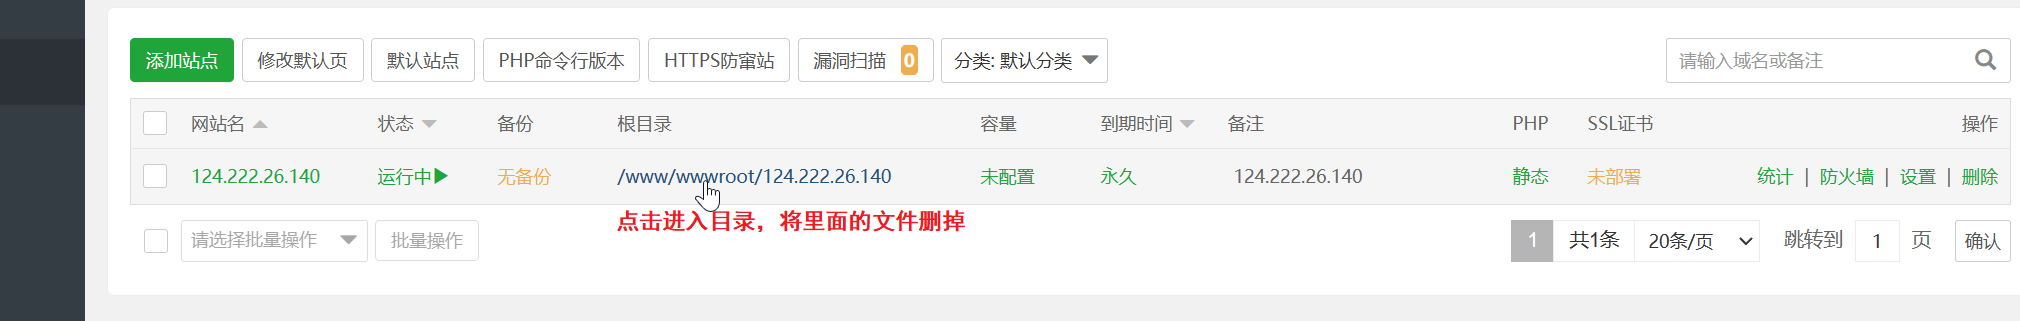 添加站点 修改默认页 默认站点 PHP命令行版本 HTTPS防窜站 漏洞扫描 0 分类: 默认分类 请输入域名或备注
网站名 状态 备份 根目录 容量 到期时间 备注 PHP SSL证书 操作
124.222.26.140 运行中 无备份 /www/wwwroot/124.222.26.140 未配置 永久 124.222.26.140 静态 未部署 统计 | 防火墙 | 设置 | 删除
点击进入目录，将里面的文件删掉
请选择批量操作 批量操作 1 共1条 20条/页 跳转到 1 页 确认